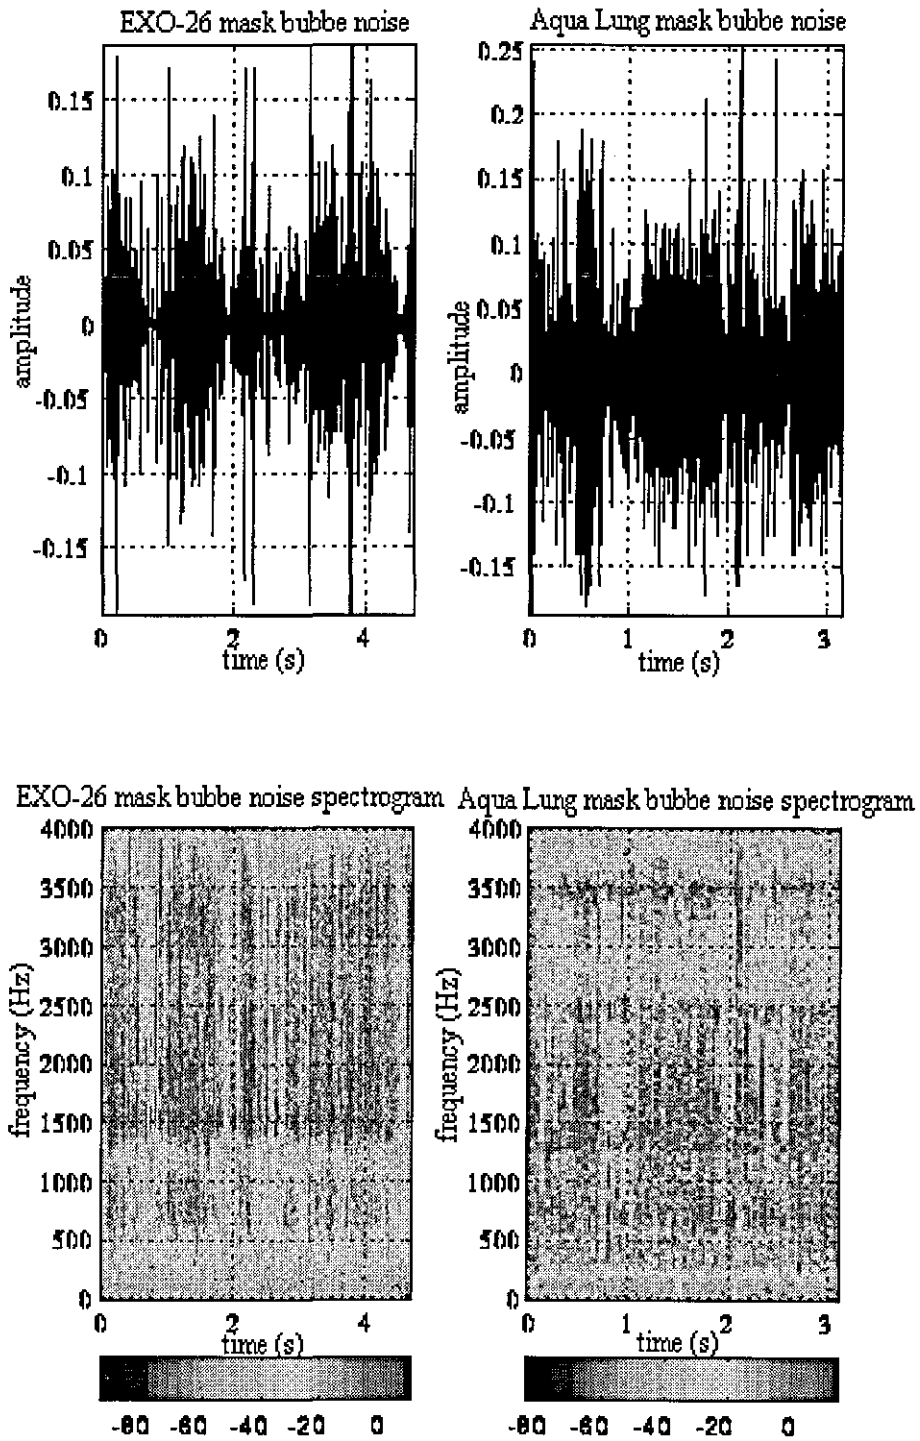 EXO-26 mask bubbe noise
0.15
0.1
0.05
0
-0.05
-0.1
-0.15
amplitude
0 2 4
time (s)
Aqua Lung mask bubbe noise
0.25
0.2
0.15
0.1
0.05
0
-0.05
-0.1
-0.15
amplitude
0 1 2 3
time (s)
EXO-26 mask bubbe noise spectrogram
4000
3500
3000
2500
2000
1500
1000
500
0
frequency (Hz)
0 2 4
time (s)
-80 -60 -40 -20 0
Aqua Lung mask bubbe noise spectrogram
4000
3500
3000
2500
2000
1500
1000
500
0
frequency (Hz)
0 1 2 3
time (s)
-80 -60 -40 -20 0